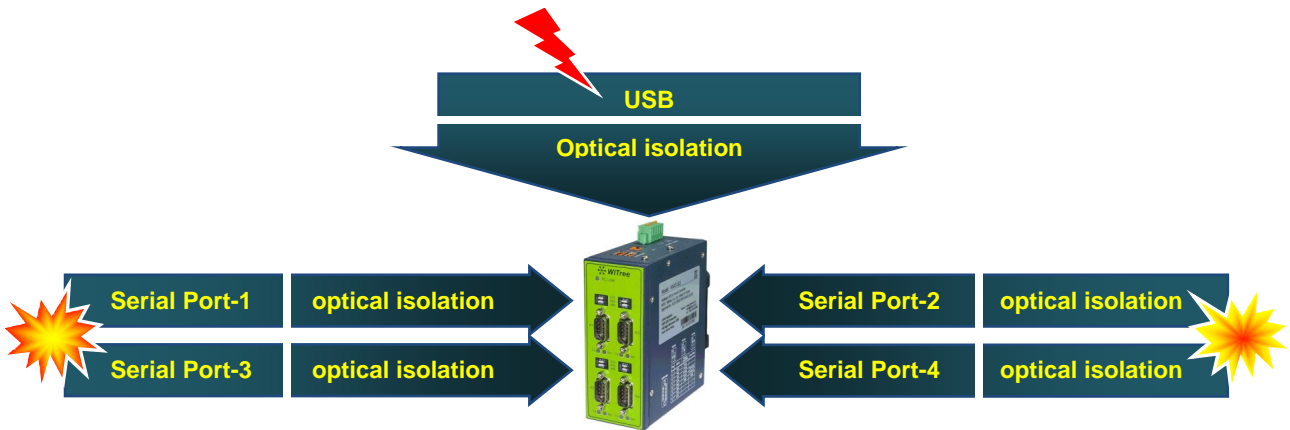 USB
Optical isolation
WITree
Serial Port-1 optical isolation
Serial Port-2 optical isolation
Serial Port-3 optical isolation
Serial Port-4 optical isolation